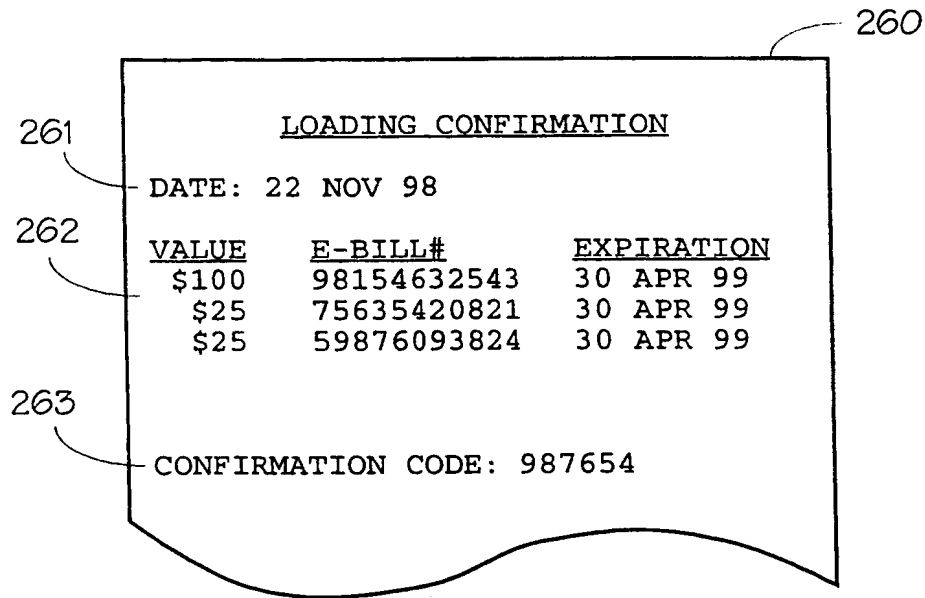 260
LOADING CONFIRMATION
261
DATE: 22 NOV 98
262
VALUE E-BILL# EXPIRATION
$100 98154632543 30 APR 99
$25 75635420821 30 APR 99
$25 59876093824 30 APR 99
263
CONFIRMATION CODE: 987654